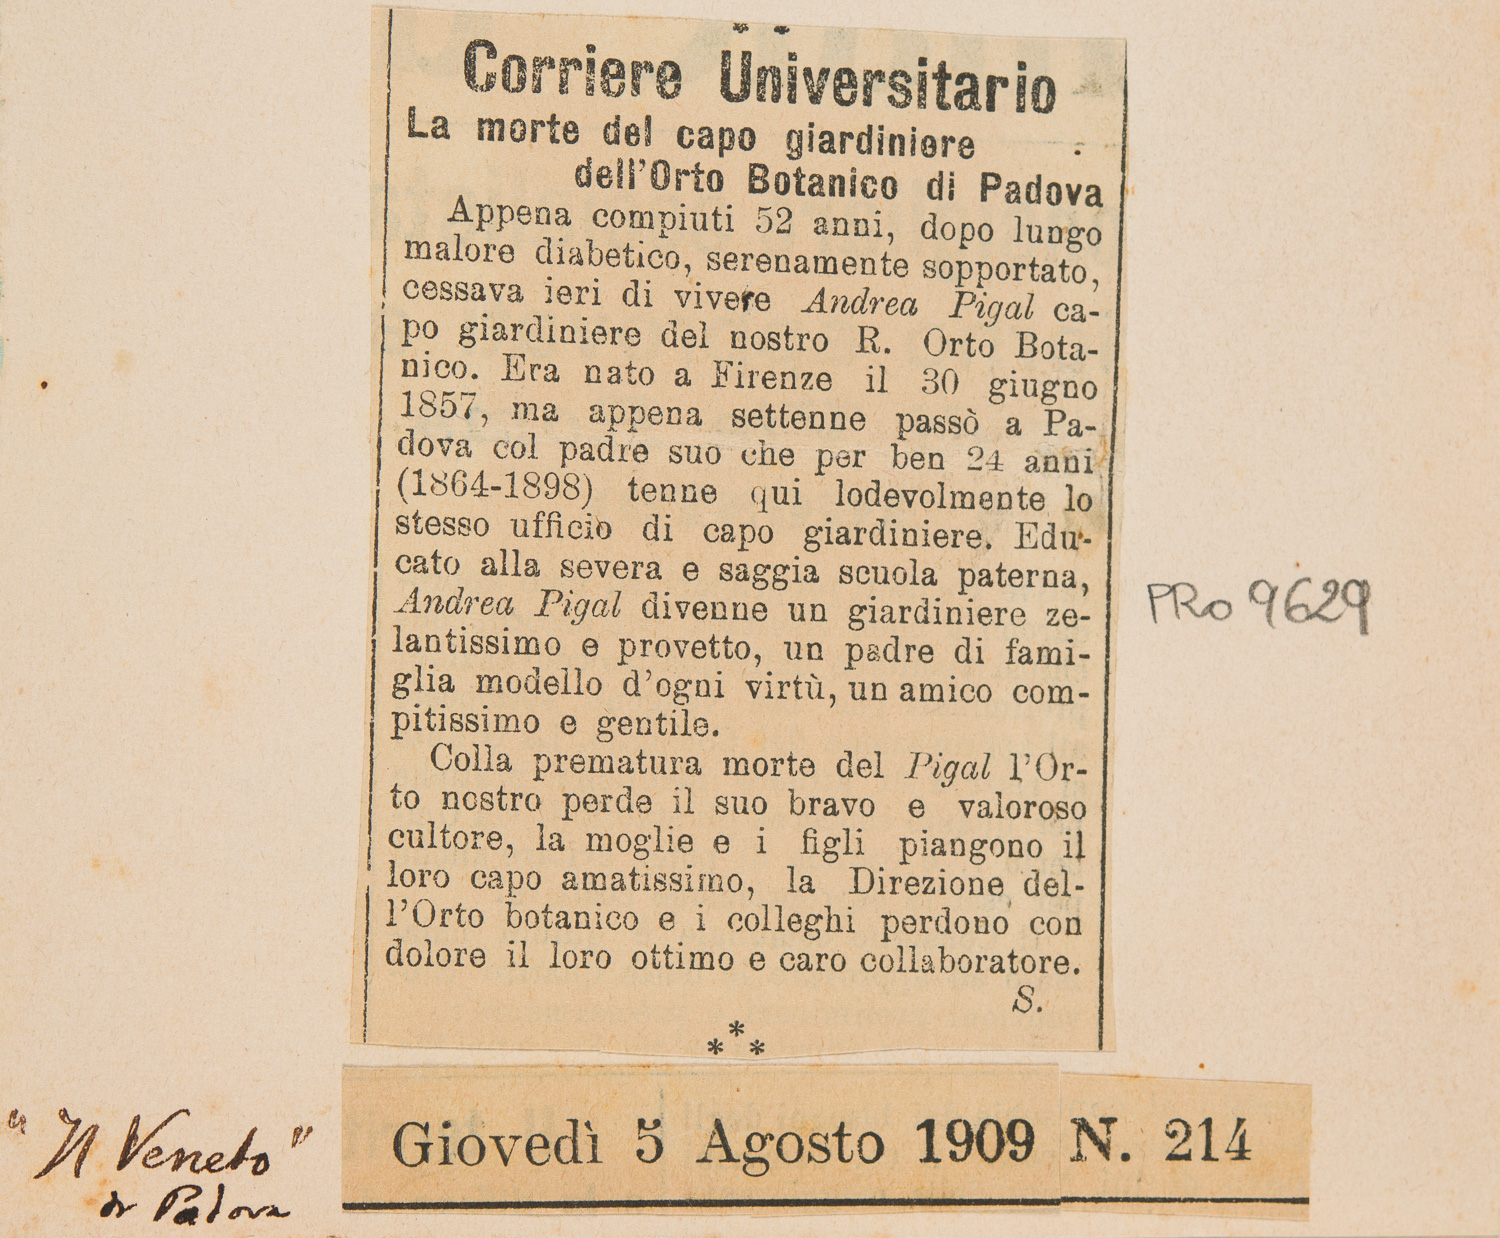 Corriere Universitario
La morte del capo giardiniere
dell'Orto Botanico di Padova
Appena compiuti 52 anni, dopo lungo
malore diabetico, serenamente sopportato,
cessava ieri di vivere Andrea Pigal ca-
po giardiniere del nostro R. Orto Bota-
nico. Era nato a Firenze il 30 giugno
1857, ma appena settenne passò a Pa-
dova col padre suo che per ben 24 anni
(1864-1898) tenne qui lodevolmente lo
stesso ufficio di capo giardiniere. Edu-
cato alla severa e saggia scuola paterna,
Andrea Pigal divenne un giardiniere ze-
lantissimo e provetto, un padre di fami-
glia modello d'ogni virtù, un amico com-
pitissimo e gentile.
Colla prematura morte del Pigal l'Or-
to nostro perde il suo bravo e valoroso
cultore, la moglie e i figli piangono il
loro capo amatissimo, la Direzione del-
l'Orto botanico e i colleghi perdono con
dolore il loro ottimo e caro collaboratore.
S.
***
PRO 9629
"Il Veneto"
di Padova
Giovedì 5 Agosto 1909 N. 214